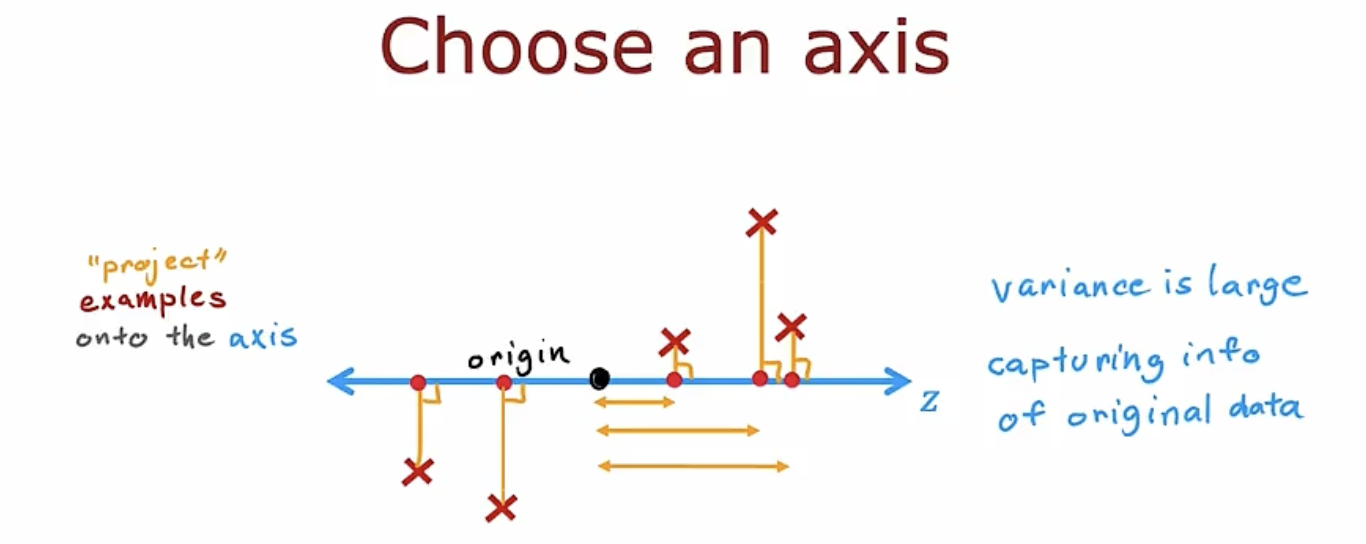 Choose an axis
"project"
examples
onto the axis
origin
z
variance is large
capturing info
of original data